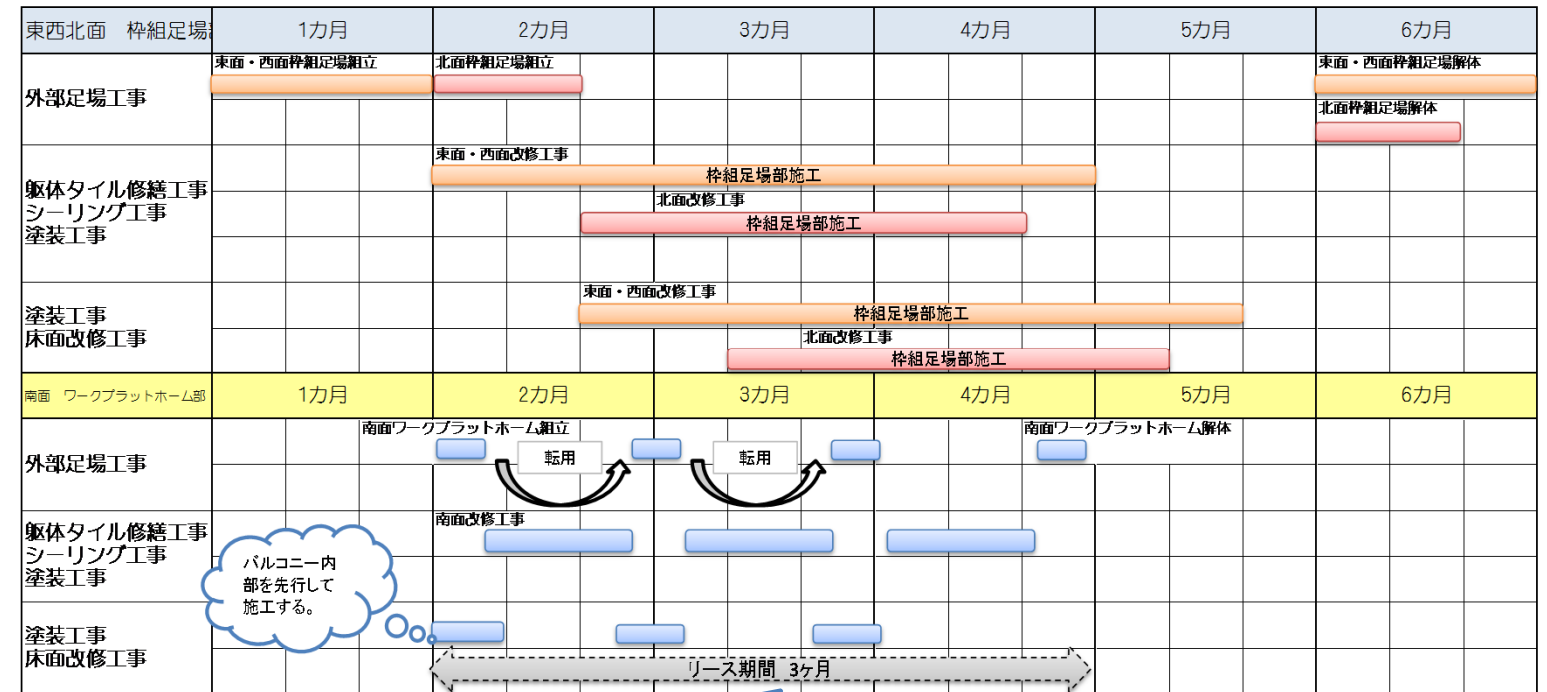 東西北面　枠組足場部 1カ月 2カ月 3カ月 4カ月 5カ月 6カ月
東面・西面枠組足場組立 北面枠組足場組立 東面・西面枠組足場解体
外部足場工事
北面枠組足場解体
東面・西面改修工事
枠組足場部施工
躯体タイル修繕工事
シーリング工事
塗装工事
北面改修工事
枠組足場部施工
東面・西面改修工事
枠組足場部施工
塗装工事
床面改修工事
北面改修工事
枠組足場部施工
南面　ワークプラットホーム部 1カ月 2カ月 3カ月 4カ月 5カ月 6カ月
南面ワークプラットホーム組立 南面ワークプラットホーム解体
外部足場工事
転用 転用
南面改修工事
躯体タイル修繕工事
シーリング工事
塗装工事
バルコニー内
部を先行して
施工する。
塗装工事
床面改修工事
リース期間 3ヶ月